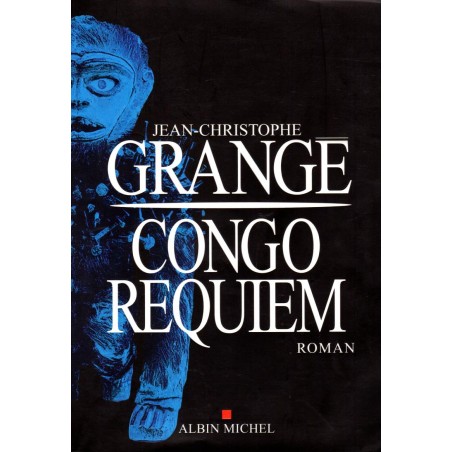 JEAN-CHRISTOPHE
GRANGÉ
CONGO
REQUIEM
ROMAN
ALBIN MICHEL